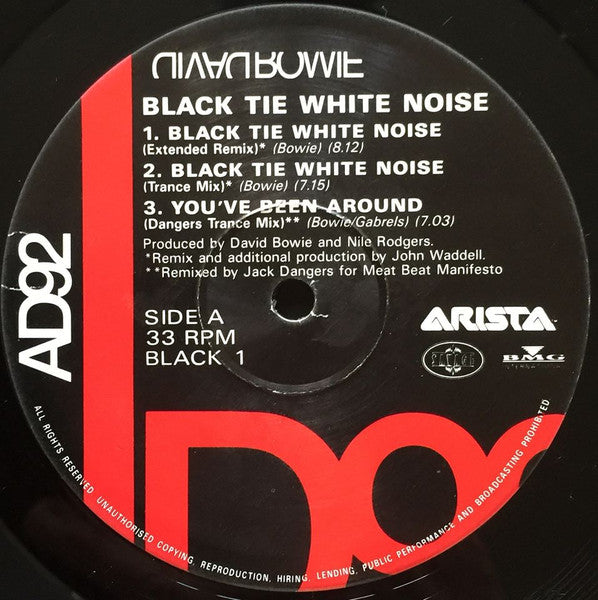 DAVID BOWIE
BLACK TIE WHITE NOISE
1. BLACK TIE WHITE NOISE
(Extended Remix)* (Bowie) (8.12)
2. BLACK TIE WHITE NOISE
(Trance Mix)* (Bowie) (7.15)
3. YOU'VE BEEN AROUND
(Dangers Trance Mix)** (Bowie/Gabrels) (7.03)
Produced by David Bowie and Nile Rodgers.
*Remix and additional production by John Waddell.
**Remixed by Jack Dangers for Meat Beat Manifesto
AD92
SIDE A
33 RPM
BLACK 1
ARISTA
BMG
INTERNATIONAL
ALL RIGHTS RESERVED UNAUTHORISED COPYING, REPRODUCTION, HIRING, LENDING, PUBLIC PERFORMANCE AND BROADCASTING PROHIBITED